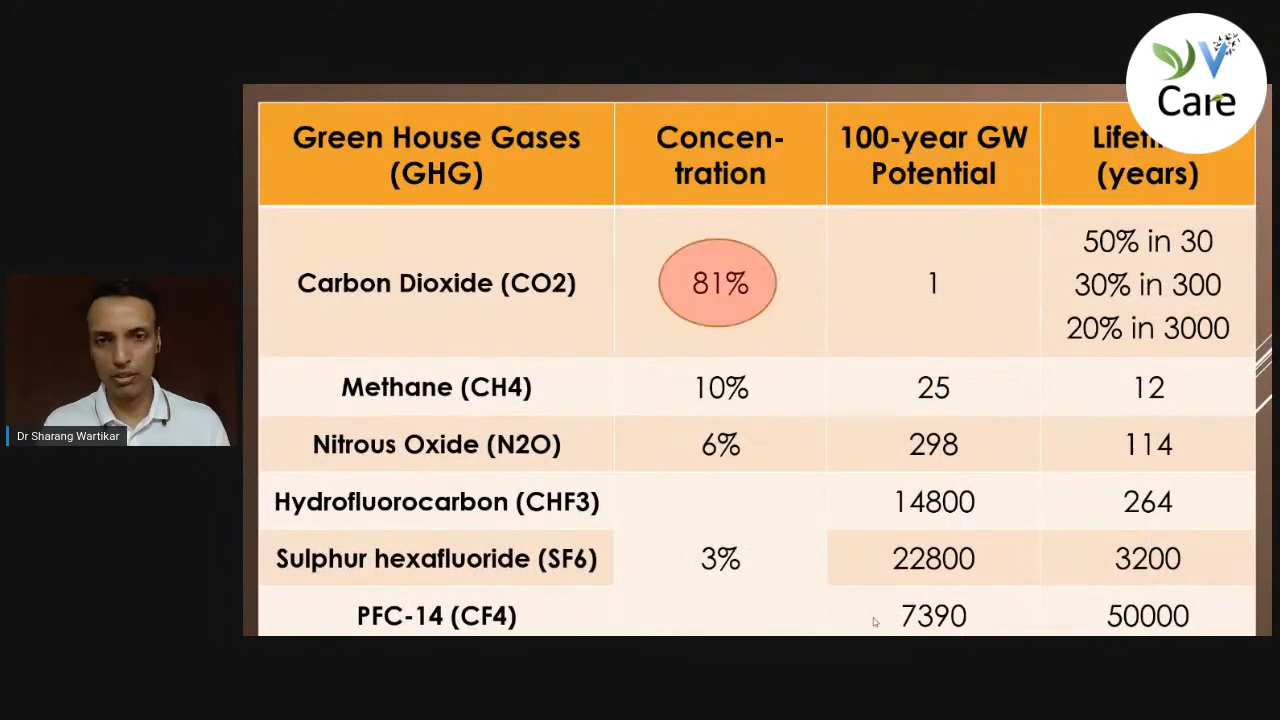 V
Care
Green House Gases
(GHG)
Concen-
tration
100-year GW
Potential
(years)
Carbon Dioxide (CO2)
81%
1
50% in 30
30% in 300
20% in 3000
Methane (CH4)
10%
25
12
Nitrous Oxide (N2O)
6%
298
114
Hydrofluorocarbon (CHF3)
14800
264
Sulphur hexafluoride (SF6)
3%
22800
3200
PFC-14 (CF4)
7390
50000
Dr Sharang Wartikar